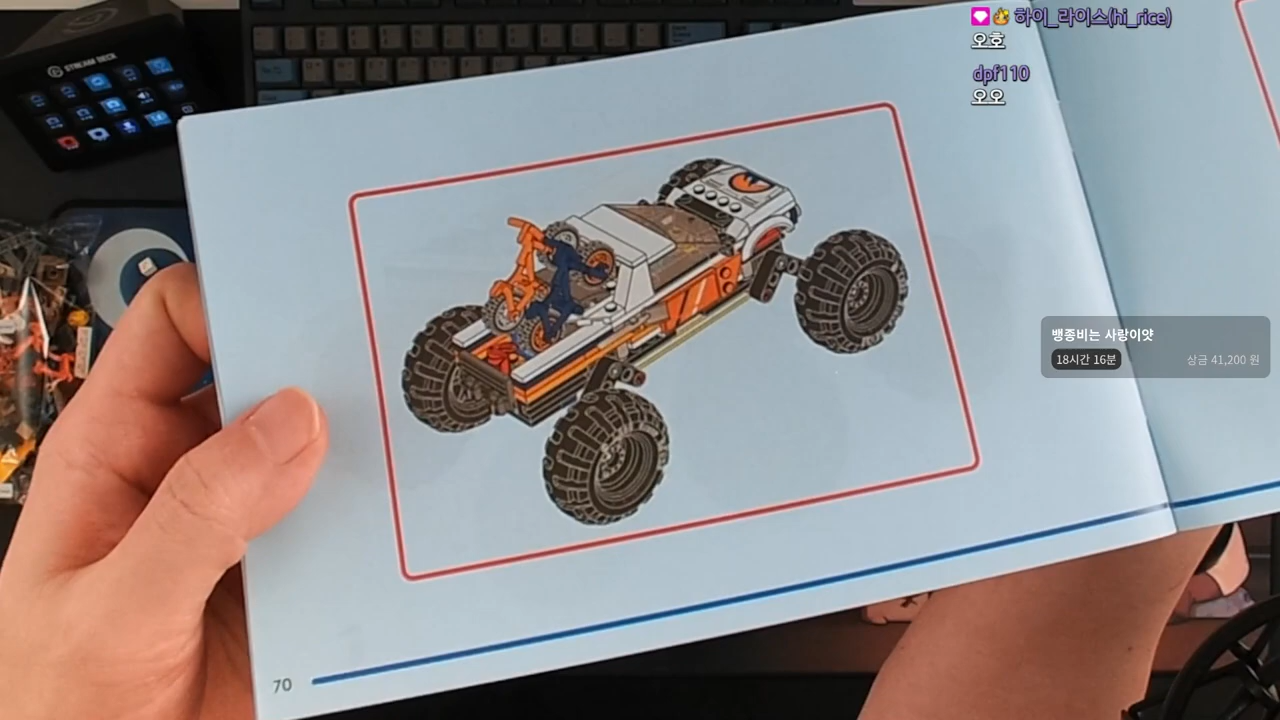 하이_라이스(hi_rice)
오호
dpf110
오오
STREAM DECK
뱅종비는 사랑이얏
18시간 16분
상금 41,200 원
70